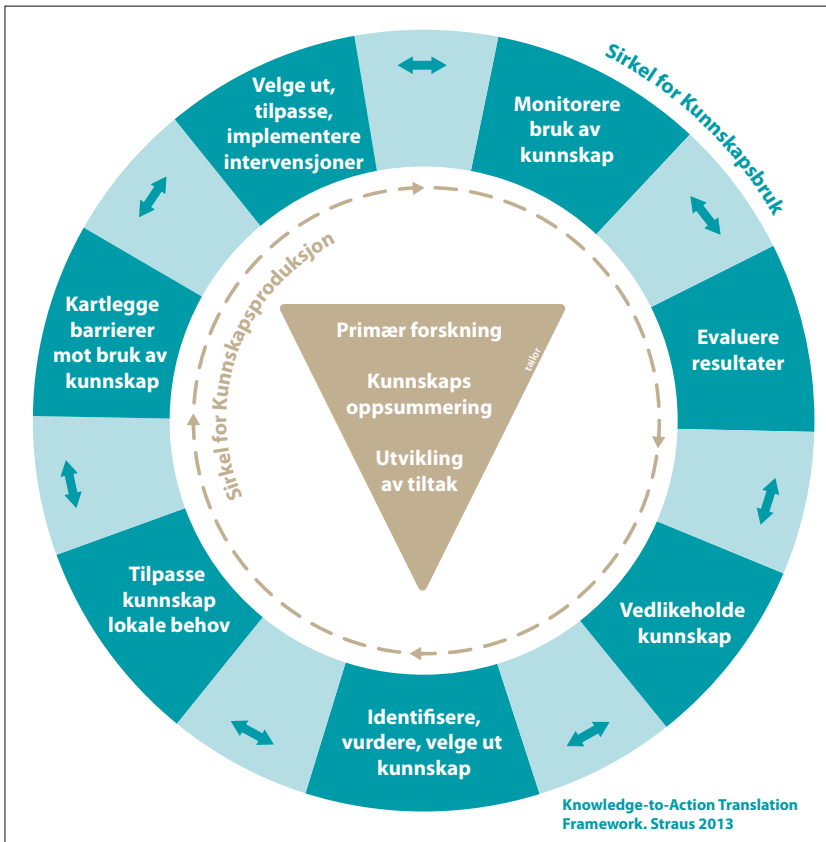 Sirkel for Kunnskapsbruk
Velge ut,
tilpasse,
implementere
intervensjoner
Monitorere
bruk av
kunnskap
Evaluere
resultater
Vedlikeholde
kunnskap
Identifisere,
vurdere, velge ut
kunnskap
Tilpasse
kunnskap
lokale behov
Kartlegge
barrierer
mot bruk av
kunnskap
Sirkel for Kunnskapsproduksjon
Primær forskning
tailor
Kunnskaps
oppsummering
Utvikling
av tiltak
Knowledge-to-Action Translation
Framework. Straus 2013